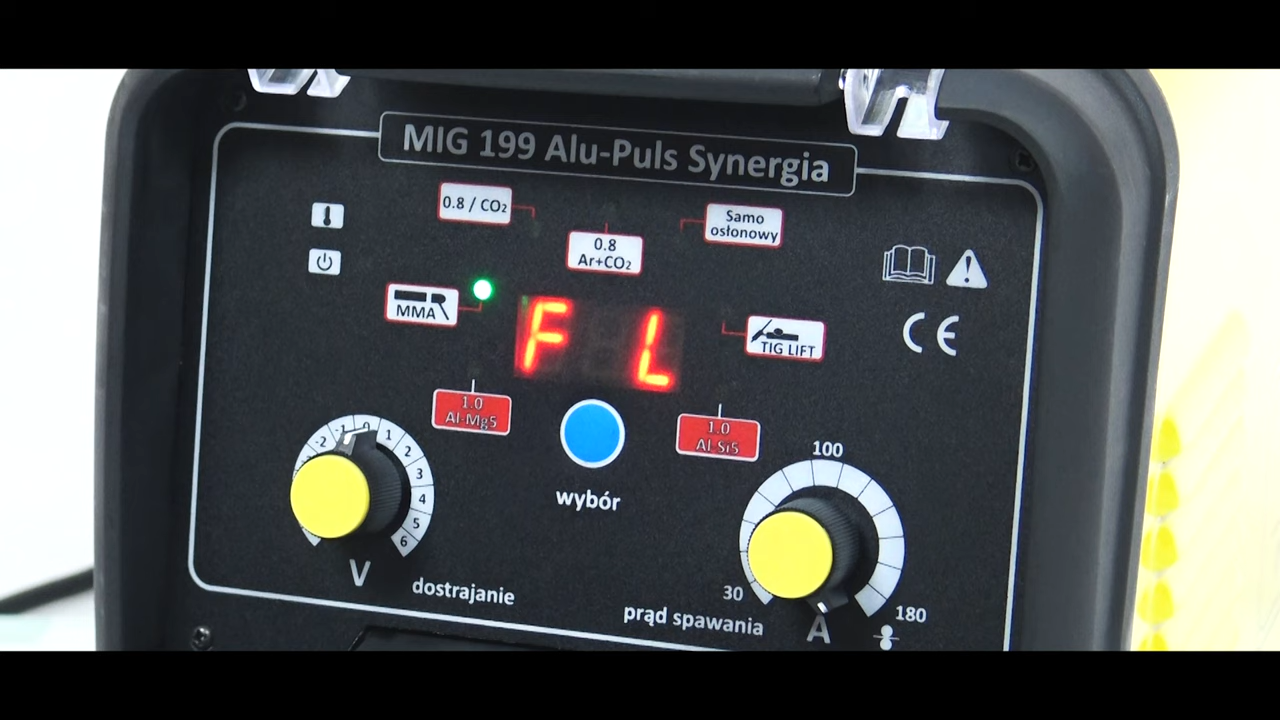 MIG 199 Alu-Puls Synergia
0.8 / CO₂
0.8
Ar+CO₂
Samo
osłonowy
MMA
F L
TIG LIFT
CE
1.0
Al-Mg5
1.0
Al-Si5
wybór
-2 -1 0 1 2 3 4 5 6
V
dostrajanie
100
30
180
prąd spawania
A